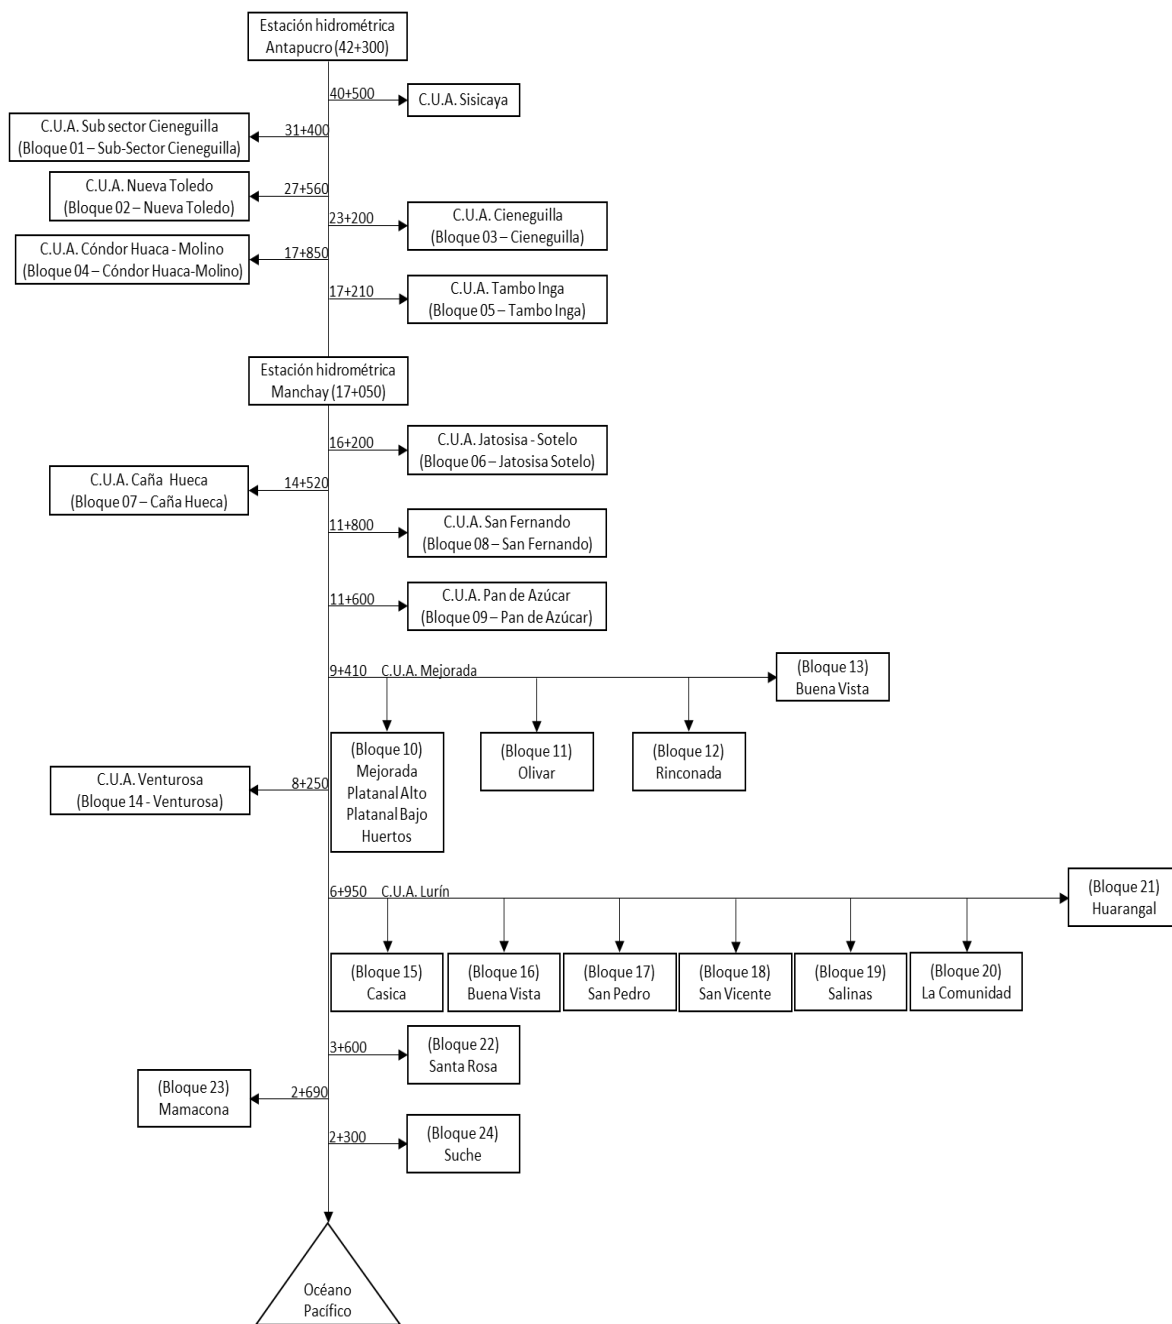 Estación hidrométrica
Antapucro (42+300)
40+500
C.U.A. Sisicaya
C.U.A. Sub sector Cieneguilla
(Bloque 01 – Sub-Sector Cieneguilla)
31+400
C.U.A. Nueva Toledo
(Bloque 02 – Nueva Toledo)
27+560
23+200
C.U.A. Cieneguilla
(Bloque 03 – Cieneguilla)
C.U.A. Cóndor Huaca - Molino
(Bloque 04 – Cóndor Huaca-Molino)
17+850
17+210
C.U.A. Tambo Inga
(Bloque 05 – Tambo Inga)
Estación hidrométrica
Manchay (17+050)
16+200
C.U.A. Jatosisa - Sotelo
(Bloque 06 – Jatosisa Sotelo)
C.U.A. Caña Hueca
(Bloque 07 – Caña Hueca)
14+520
11+800
C.U.A. San Fernando
(Bloque 08 – San Fernando)
11+600
C.U.A. Pan de Azúcar
(Bloque 09 – Pan de Azúcar)
9+410 C.U.A. Mejorada
(Bloque 13)
Buena Vista
(Bloque 10)
Mejorada
Platanal Alto
Platanal Bajo
Huertos
(Bloque 11)
Olivar
(Bloque 12)
Rinconada
C.U.A. Venturosa
(Bloque 14 - Venturosa)
8+250
6+950 C.U.A. Lurín
(Bloque 21)
Huarangal
(Bloque 15)
Casica
(Bloque 16)
Buena Vista
(Bloque 17)
San Pedro
(Bloque 18)
San Vicente
(Bloque 19)
Salinas
(Bloque 20)
La Comunidad
3+600
(Bloque 22)
Santa Rosa
(Bloque 23)
Mamacona
2+690
2+300
(Bloque 24)
Suche
Océano
Pacífico